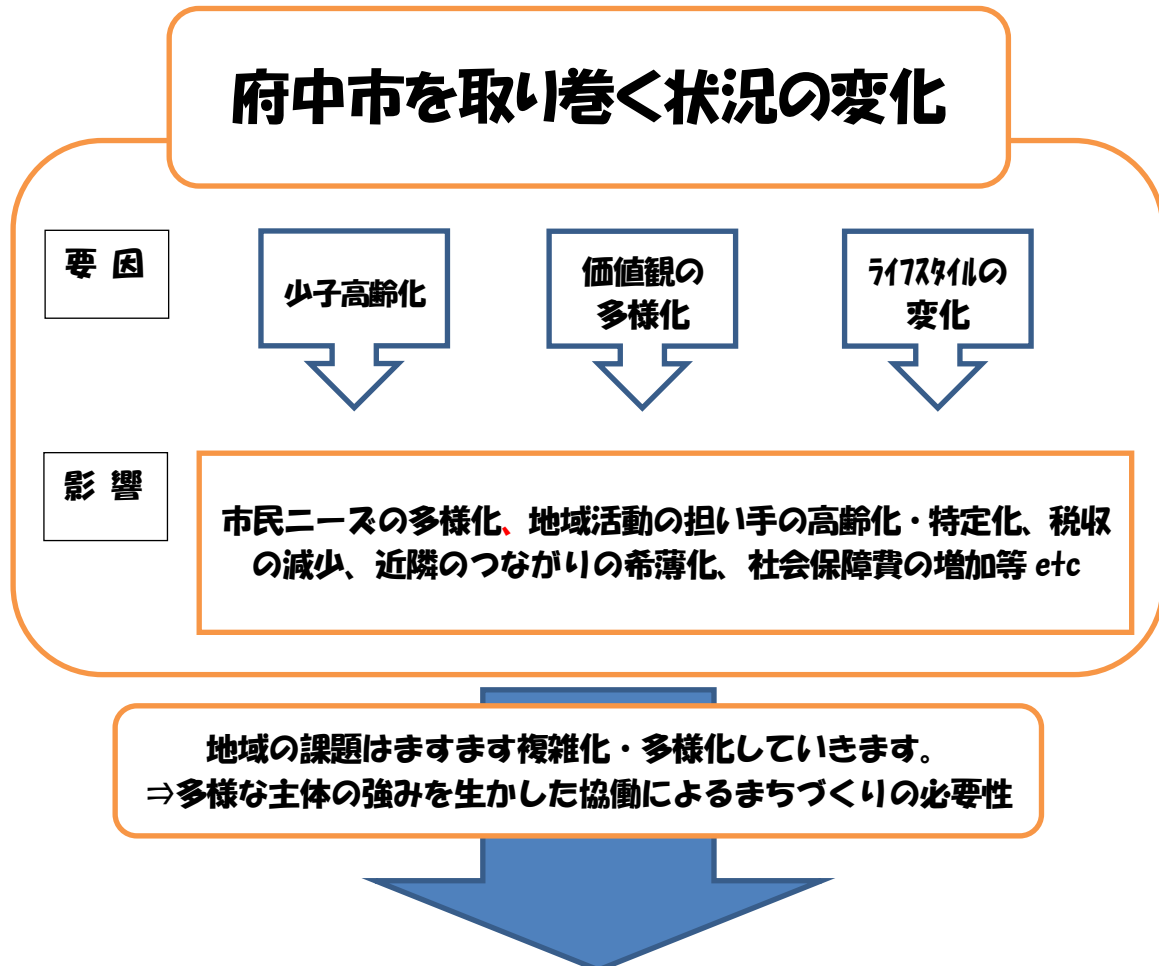 府中市を取り巻く状況の変化
要 因
少子高齢化
価値観の
多様化
ﾗｲﾌｽﾀｲﾙの
変化
影 響
市民ニーズの多様化、地域活動の担い手の高齢化・特定化、税収
の減少、近隣のつながりの希薄化、社会保障費の増加等 etc
地域の課題はますます複雑化・多様化していきます。
⇒多様な主体の強みを生かした協働によるまちづくりの必要性